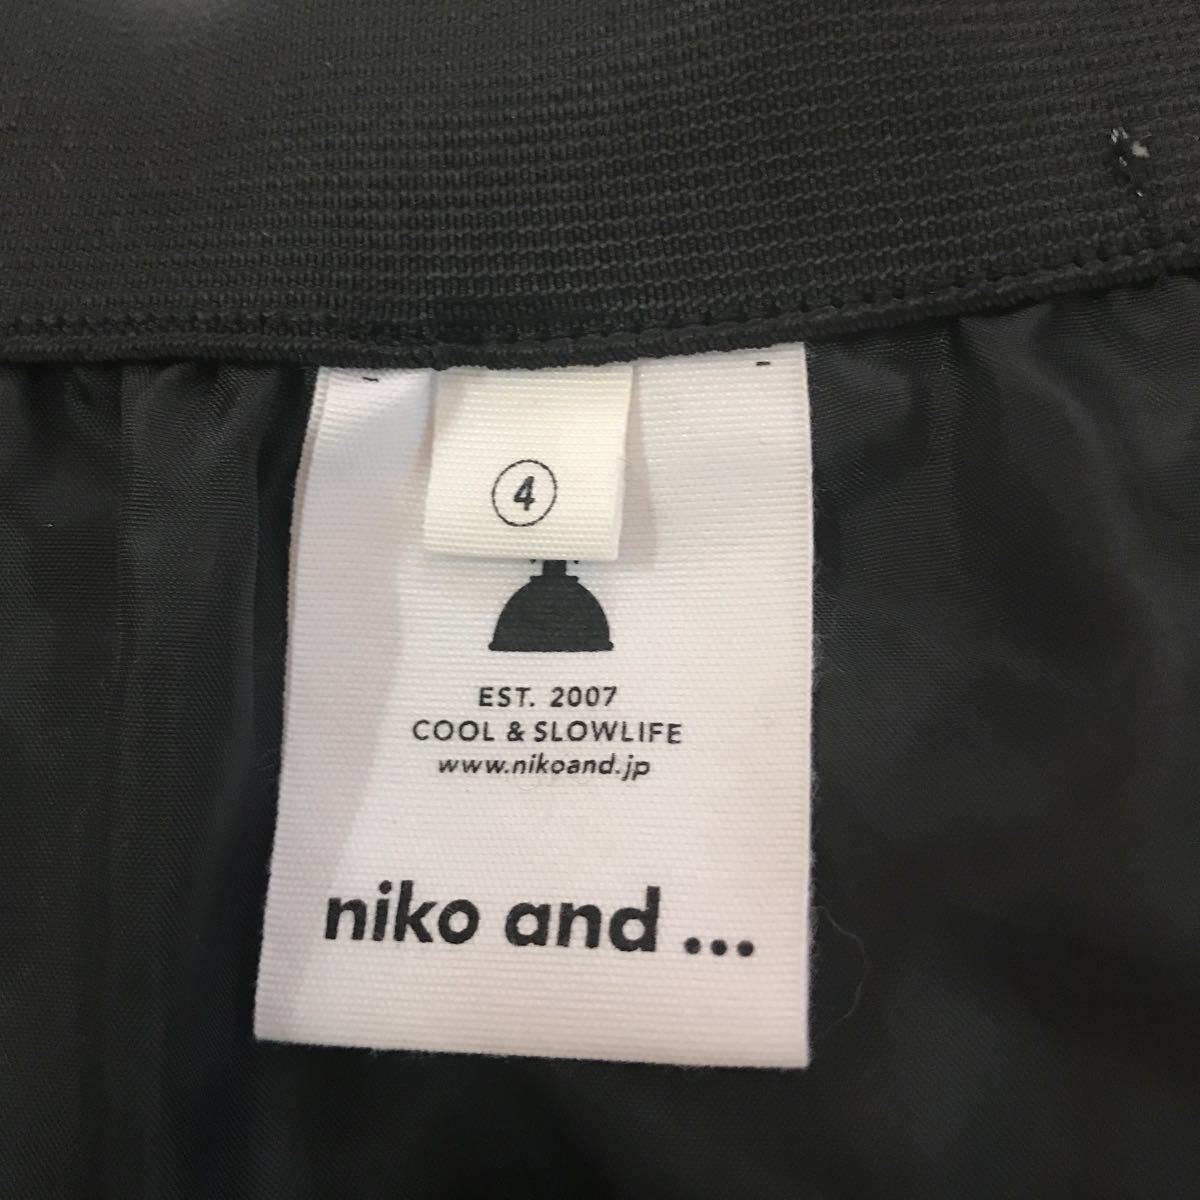 4
EST. 2007
COOL & SLOWLIFE
www.nikoand.jp
niko and ...